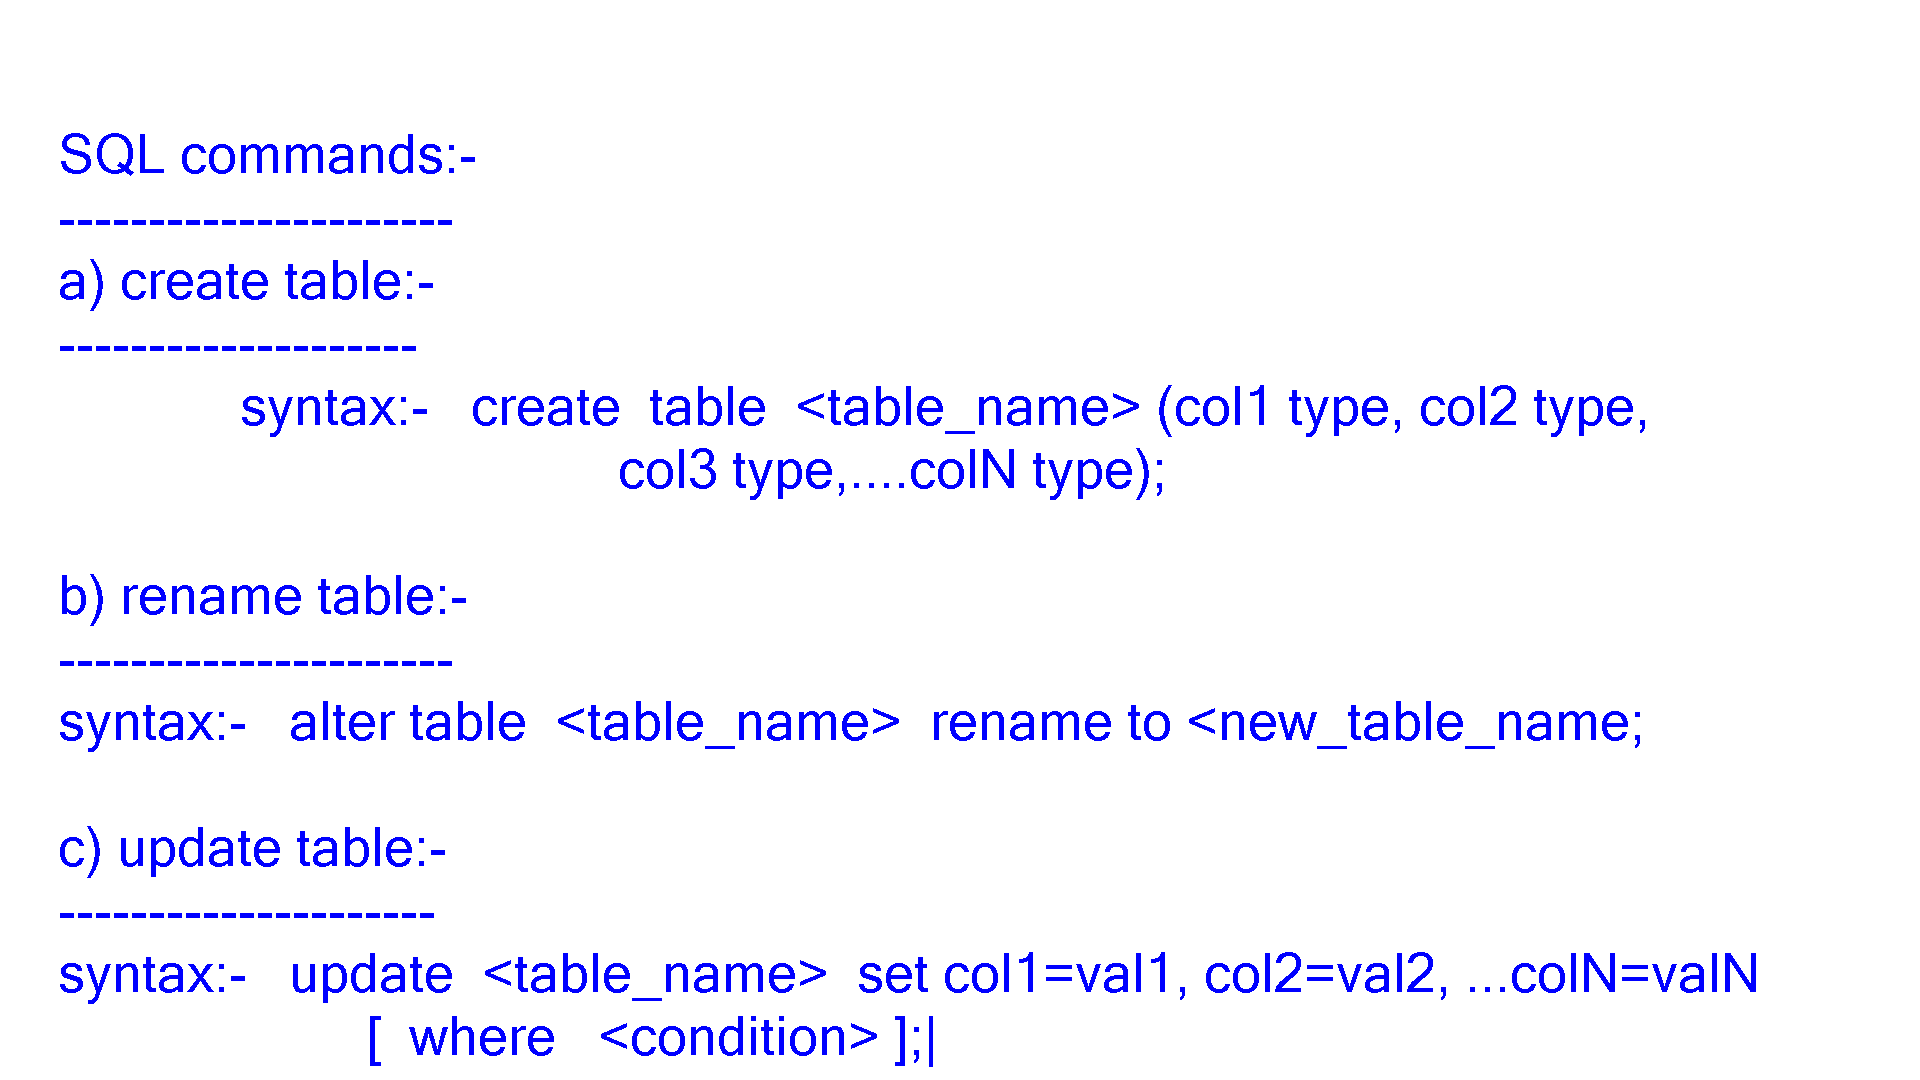 SQL commands:-
----------------------
a) create table:-
--------------------
syntax:-   create  table  <table_name> (col1 type, col2 type,
col3 type,....colN type);
b) rename table:-
----------------------
syntax:-   alter table  <table_name>  rename to <new_table_name;
c) update table:-
---------------------
syntax:-   update  <table_name>  set col1=val1, col2=val2, ...colN=valN
[  where   <condition> ];|